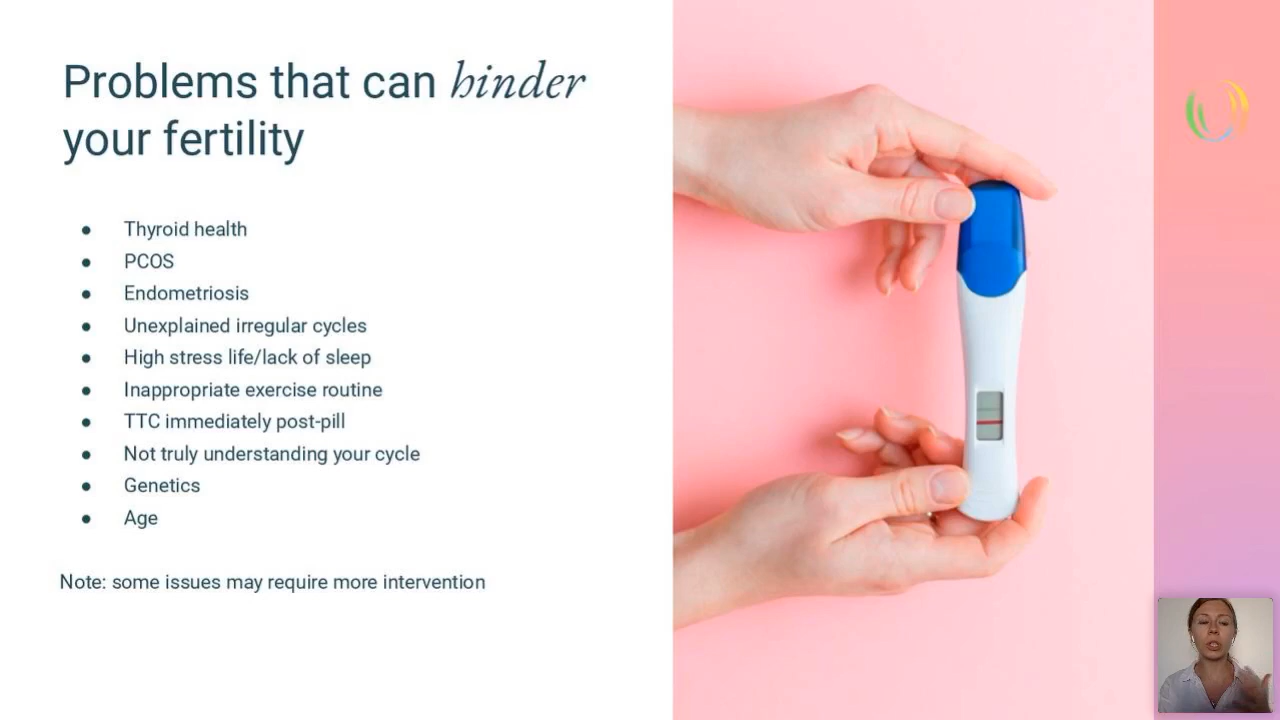 Problems that can hinder
your fertility
● Thyroid health
● PCOS
● Endometriosis
● Unexplained irregular cycles
● High stress life/lack of sleep
● Inappropriate exercise routine
● TTC immediately post-pill
● Not truly understanding your cycle
● Genetics
● Age
Note: some issues may require more intervention